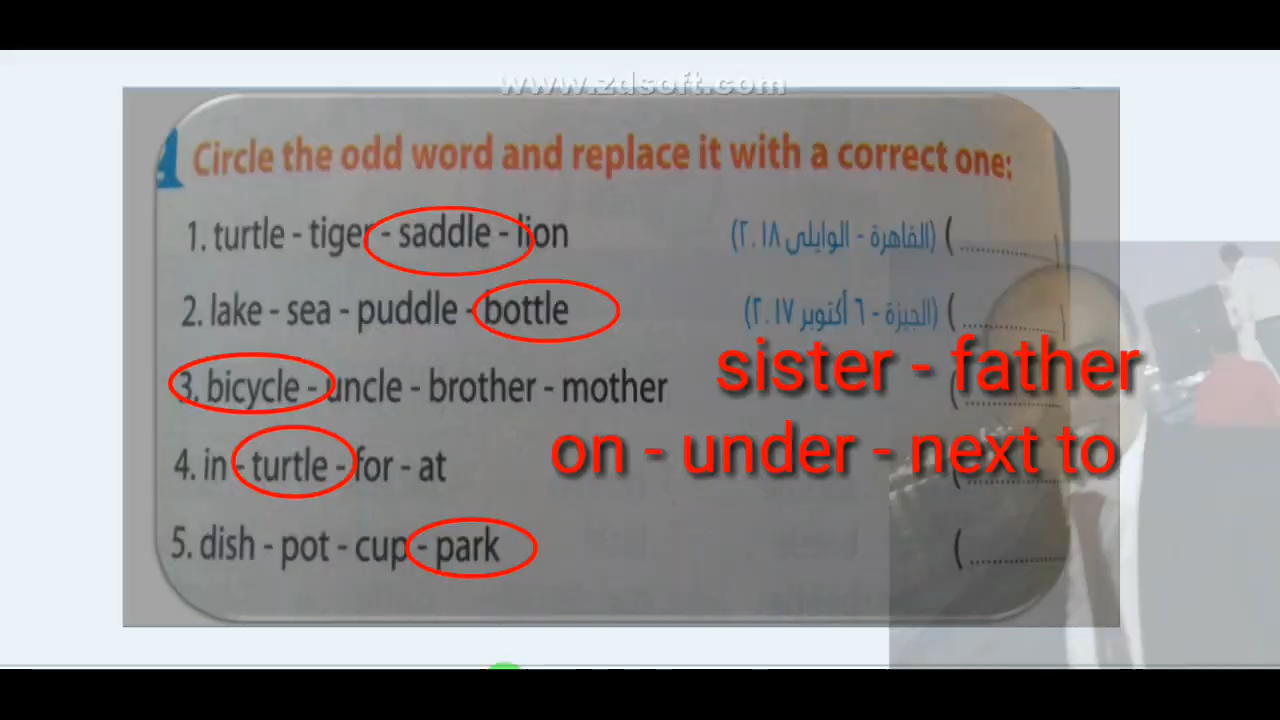 www.zdsoft.com
Circle the odd word and replace it with a correct one:
1. turtle - tiger - saddle - lion (القاهرة - الوايلى ٢٠١٨) (............)
2. lake - sea - puddle - bottle (الجيزة - ٦ أكتوبر ٢٠١٧) (............)
3. bicycle - uncle - brother - mother (............
sister - father
4. in - turtle - for - at (............
on - under - next to
5. dish - pot - cup - park (............